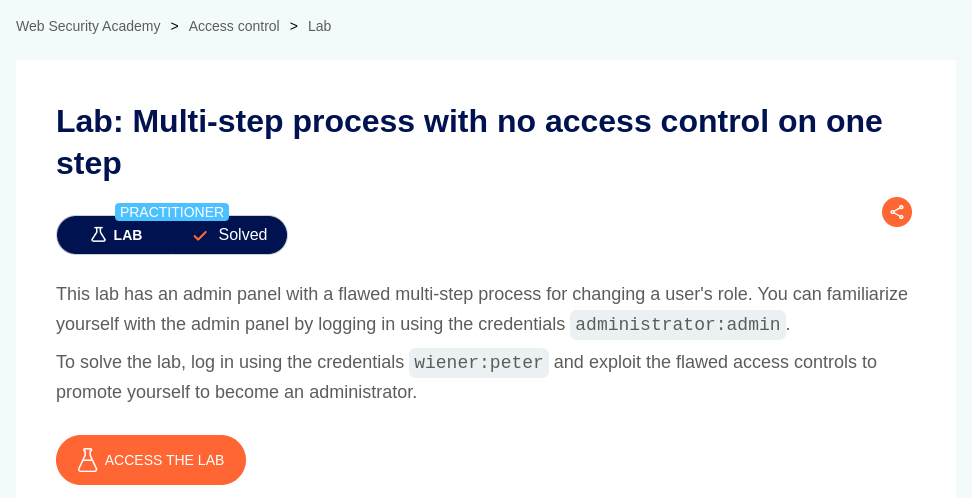 Web Security Academy > Access control > Lab
Lab: Multi-step process with no access control on one
step
PRACTITIONER
LAB Solved
This lab has an admin panel with a flawed multi-step process for changing a user's role. You can familiarize
yourself with the admin panel by logging in using the credentials administrator:admin.
To solve the lab, log in using the credentials wiener:peter and exploit the flawed access controls to
promote yourself to become an administrator.
ACCESS THE LAB